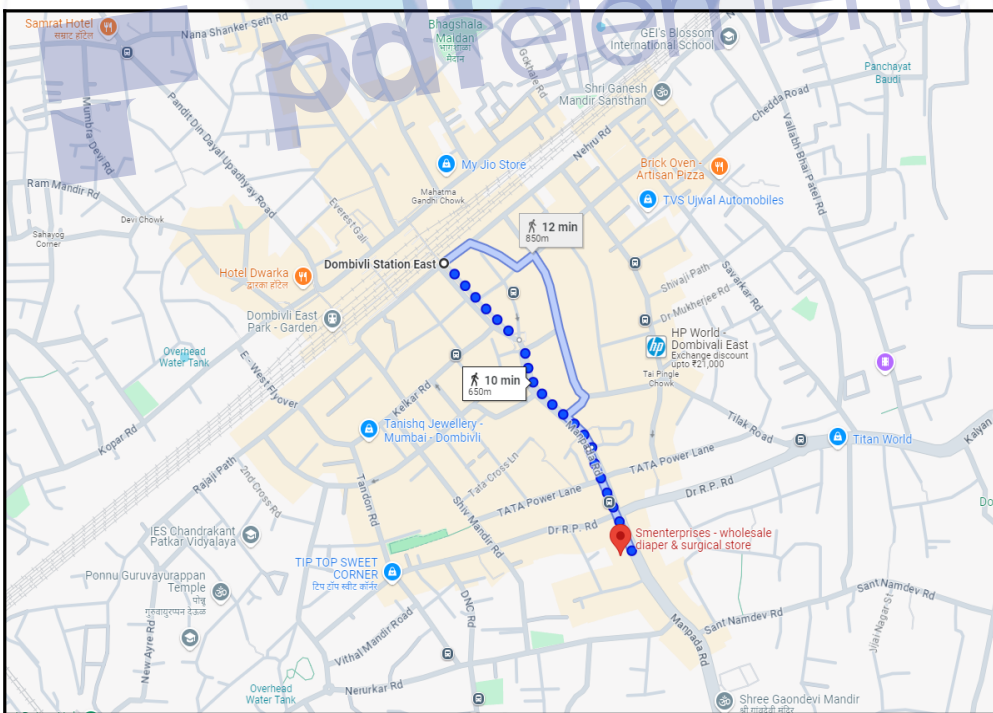 pdfelement
Samrat Hotel
सम्राट हॉटेल
Nana Shanker Seth Rd
Bhagshala
Maidan
भागशाळा
मैदान
Gokhale Rd
GEI's Blossom
International School
Panchayat
Baudi
Mumbra Devi Rd
Pandit Din Dayal Upadhyay Road
Shri Ganesh
Mandir Sansthan
Nehru Rd
Chedda Road
Vallabh Bhai Patel Rd
My Jio Store
Brick Oven -
Artisan Pizza
Ram Mandir Rd
Mahatma
Gandhi Chowk
TVS Ujwal Automobiles
Devi Chowk
Everest Gali
Sahayog
Corner
12 min
850m
Dombivli Station East
Hotel Dwarka
द्वारका हॉटेल
Shivaji Path
Savarkar Rd
Dombivli East
Park - Garden
Dr Mukherjee Rd
HP World -
Dombivali East
Exchange discount
upto ₹21,000
Overhead
Water Tank
E - West Flyover
10 min
650m
Tai Pingle
Chowk
Kelkar Rd
Kopar Rd
Tanishq Jewellery -
Mumbai - Dombivli
Manpada Rd
Tilak Road
Titan World
Kalyan
Rajaji Path
2nd Cross Rd
Tata Cross Ln
TATA Power Lane
TATA Power Lane
Dr R.P. Rd
Tandon Rd
Shiv Mandir Rd
Dr R.P. Rd
Do
IES Chandrakant
Patkar Vidyalaya
Smenterprises - wholesale
diaper & surgical store
TIP TOP SWEET
CORNER
टिप टॉप स्वीट कॉर्नर
Ponnu Guruvayurappan
Temple
पोन्नु
गुरुवायुरप्पन देऊळ
Sant Namdev Rd
DNC Rd
Jijai Nagar St
Sant Namdev Rd
New Ayre Rd
Vithal Mandir Road
Manpada Rd
Overhead
Water Tank
Nerurkar Rd
Shree Gaondevi Mandir
श्री गांवदेवी मंदिर